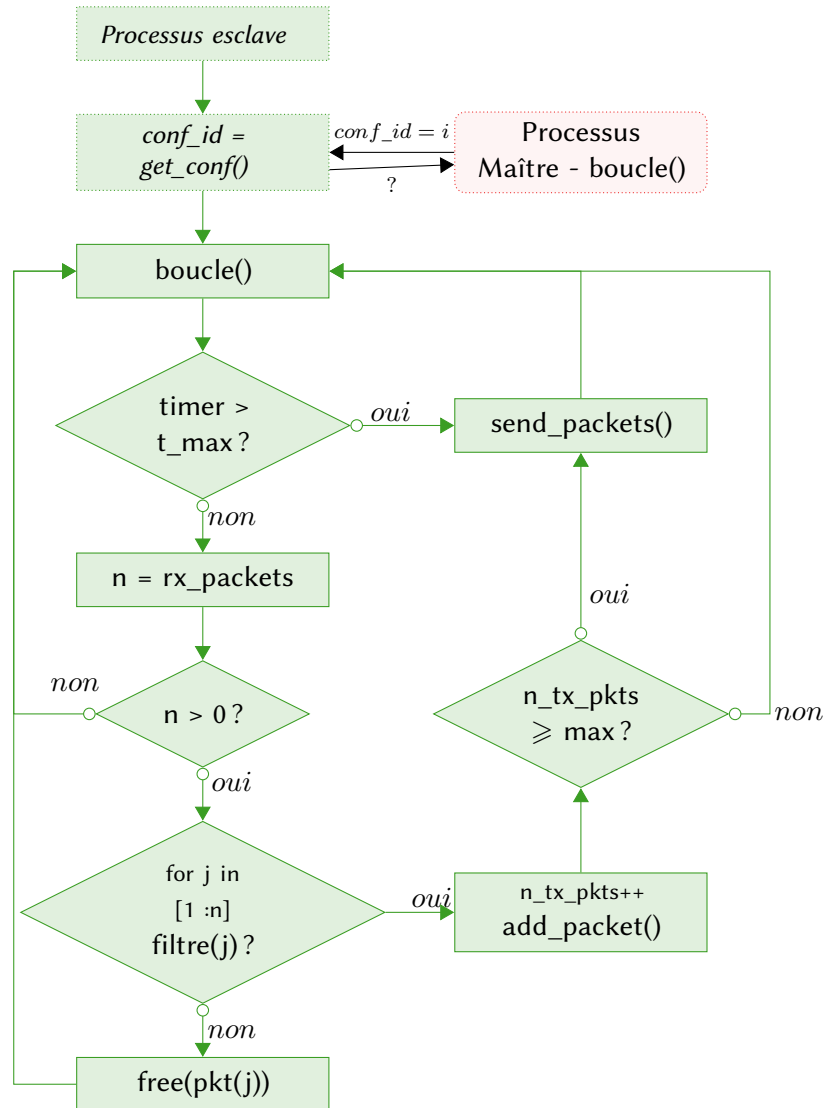 Processus esclave
conf_id =
get_conf()
conf_id = i
?
Processus
Maître - boucle()
boucle()
timer >
t_max ?
oui
send_packets()
non
n = rx_packets
oui
non
n > 0 ?
n_tx_pkts
⩾ max ?
non
oui
for j in
[1 :n]
filtre(j) ?
oui
n_tx_pkts++
add_packet()
non
free(pkt(j))